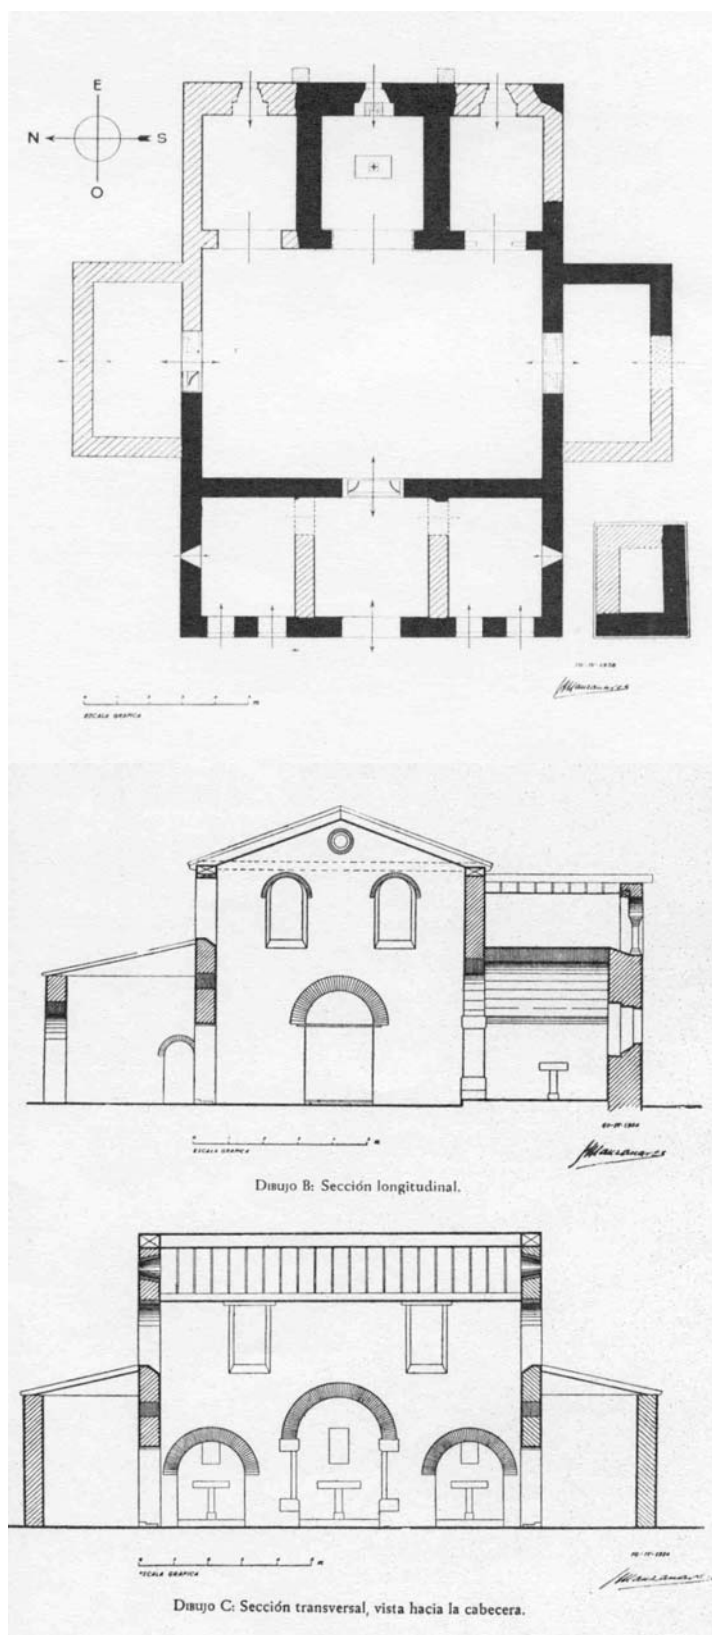 E
N S
O
ESCALA GRAFICA
M
ESCALA GRAFICA
M
DIBUJO B: Sección longitudinal.
ESCALA GRAFICA
M
DIBUJO C: Sección transversal, vista hacia la cabecera.